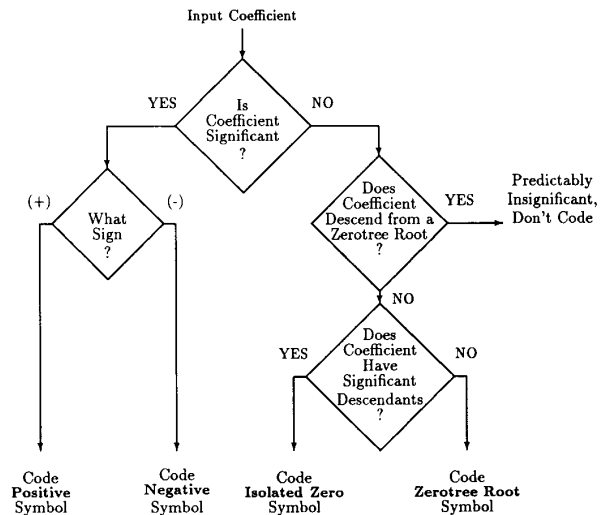 Input Coefficient
YES
Is
Coefficient
Significant
?
NO
(+)
What
Sign
?
(-)
Does
Coefficient
Descend from a
Zerotree Root
?
YES
Predictably
Insignificant,
Don't Code
NO
YES
Does
Coefficient
Have
Significant
Descendants
?
NO
Code
Positive
Symbol
Code
Negative
Symbol
Code
Isolated Zero
Symbol
Code
Zerotree Root
Symbol